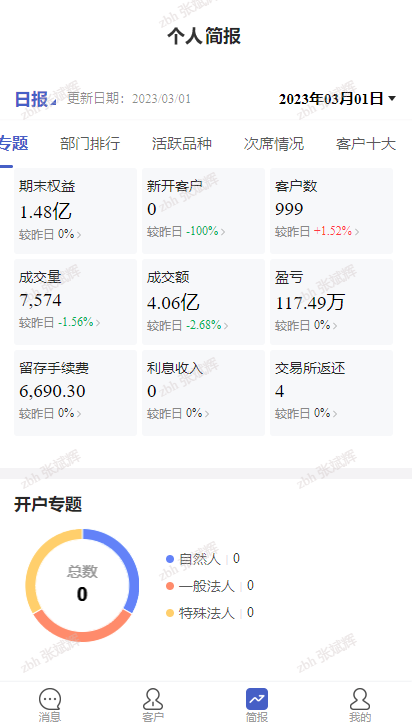 个人简报
日报 更新日期：2023/03/01 2023年03月01日
专题 部门排行 活跃品种 次席情况 客户十大
期末权益 新开客户 客户数
1.48亿 0 999
较昨日 0% 较昨日 -100% 较昨日 +1.52%
成交量 成交额 盈亏
7,574 4.06亿 117.49万
较昨日 -1.56% 较昨日 -2.68% 较昨日 0%
留存手续费 利息收入 交易所返还
6,690.30 0 4
较昨日 0% 较昨日 0% 较昨日 0%
开户专题
总数
0
自然人 | 0
一般法人 | 0
特殊法人 | 0
消息 客户 简报 我的
zbh 张斌辉